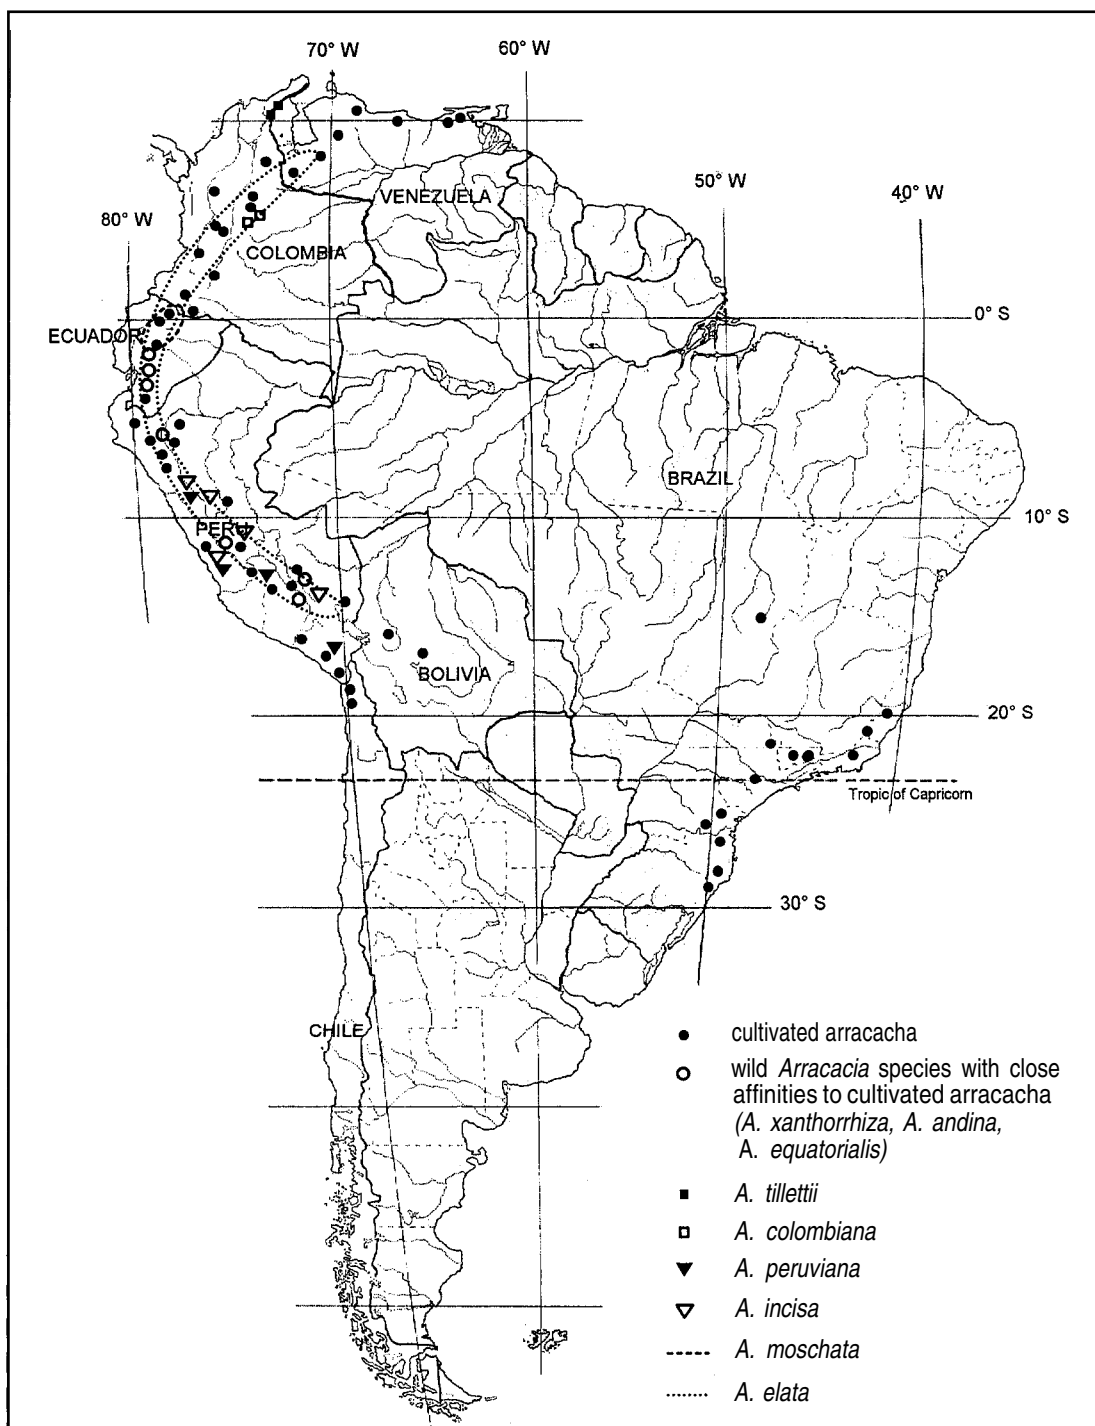 70° W
60° W
50° W
40° W
80° W
VENEZUELA
COLOMBIA
0° S
ECUADOR
BRAZIL
10° S
PER
BOLIVIA
20° S
Tropic of Capricorn
30° S
CHILE
cultivated arracacha
wild Arracacia species with close
affinities to cultivated arracacha
(A. xanthorrhiza, A. andina,
A. equatorialis)
A. tillettii
A. colombiana
A. peruviana
A. incisa
A. moschata
A. elata